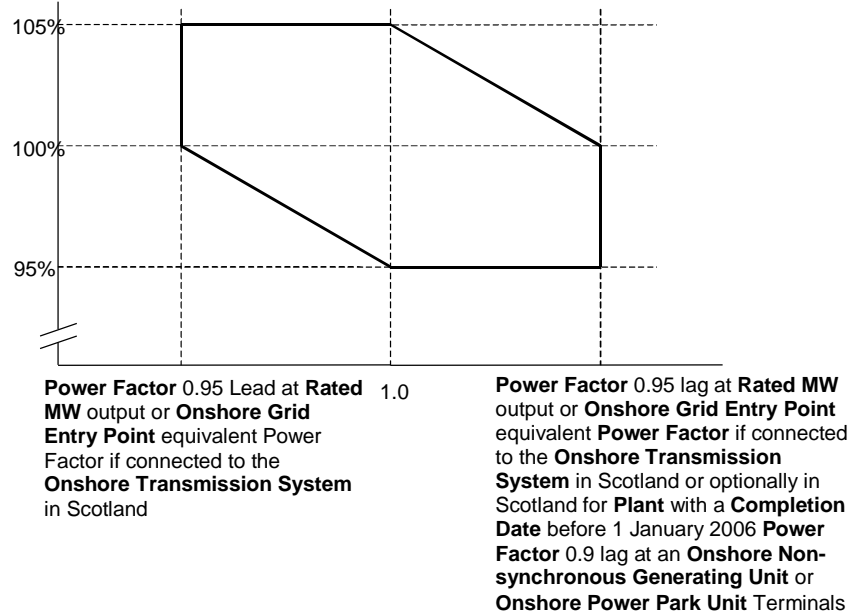 105%
100%
95%
Power Factor 0.95 Lead at Rated
MW output or Onshore Grid
Entry Point equivalent Power
Factor if connected to the
Onshore Transmission System
in Scotland
1.0
Power Factor 0.95 lag at Rated MW
output or Onshore Grid Entry Point
equivalent Power Factor if connected
to the Onshore Transmission
System in Scotland or optionally in
Scotland for Plant with a Completion
Date before 1 January 2006 Power
Factor 0.9 lag at an Onshore Non-
synchronous Generating Unit or
Onshore Power Park Unit Terminals